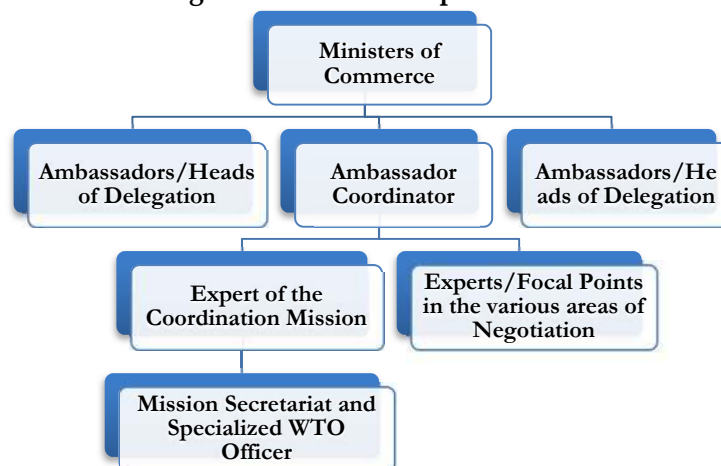 Ministers of
Commerce
Ambassadors/Heads
of Delegation
Ambassador
Coordinator
Ambassadors/He
ads of Delegation
Expert of the
Coordination Mission
Experts/Focal Points
in the various areas of
Negotiation
Mission Secretariat and
Specialized WTO
Officer